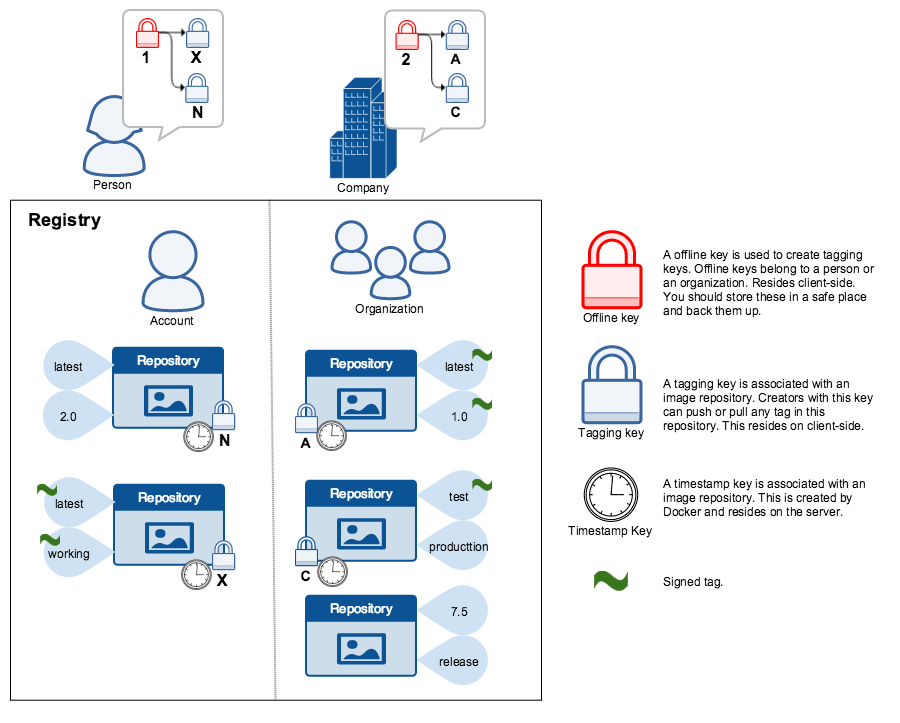 1
X
N
2
A
C
Person
Company
Registry
Account
Organization
Repository
latest
2.0
N
Repository
latest
working
X
Repository
latest
1.0
A
Repository
test
producttion
C
Repository
7.5
release
Offline key
A offline key is used to create tagging
keys. Offline keys belong to a person or
an organization. Resides client-side.
You should store these in a safe place
and back them up.
Tagging key
A tagging key is associated with an
image repository. Creators with this key
can push or pull any tag in this
repository. This resides on client-side.
Timestamp Key
A timestamp key is associated with an
image repository. This is created by
Docker and resides on the server.
Signed tag.